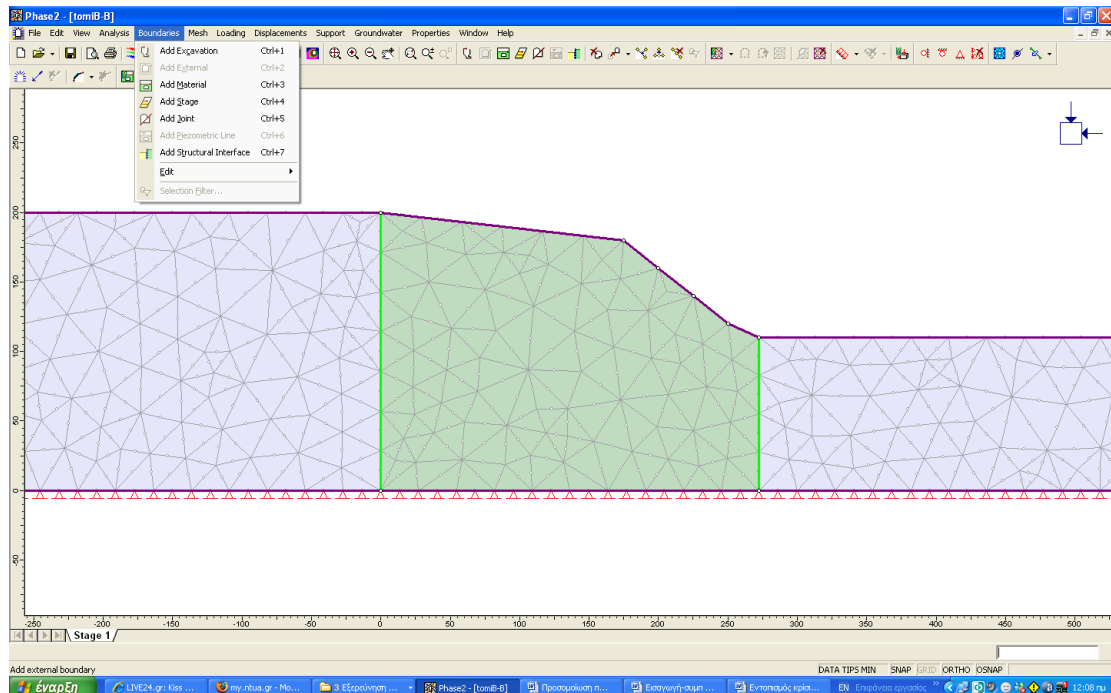 Phase2 - [tomiB-B]
File Edit View Analysis Boundaries Mesh Loading Displacements Support Groundwater Properties Window Help
Add Excavation Ctrl+1
Add External Ctrl+2
Add Material Ctrl+3
Add Stage Ctrl+4
Add Joint Ctrl+5
Add Piezometric Line Ctrl+6
Add Structural Interface Ctrl+7
Edit
Selection Filter...
250
200
150
100
50
0
-50
-250 -200 -150 -100 -50 0 50 100 150 200 250 300 350 400 450 500
Stage 1
Add external boundary
DATA TIPS MIN SNAP GRID ORTHO OSNAP
έναρξη LIVE24.gr: Kiss ... my.ntua.gr - Mo... 3 Εξερεύνηση ... Phase2 - [tomiB-B] Προσομοίωση π... Εισαγωγή-συμπ ... Εντοπισμός κρίσι... EN Επιφάνεια εργασίας 12:08 πμ